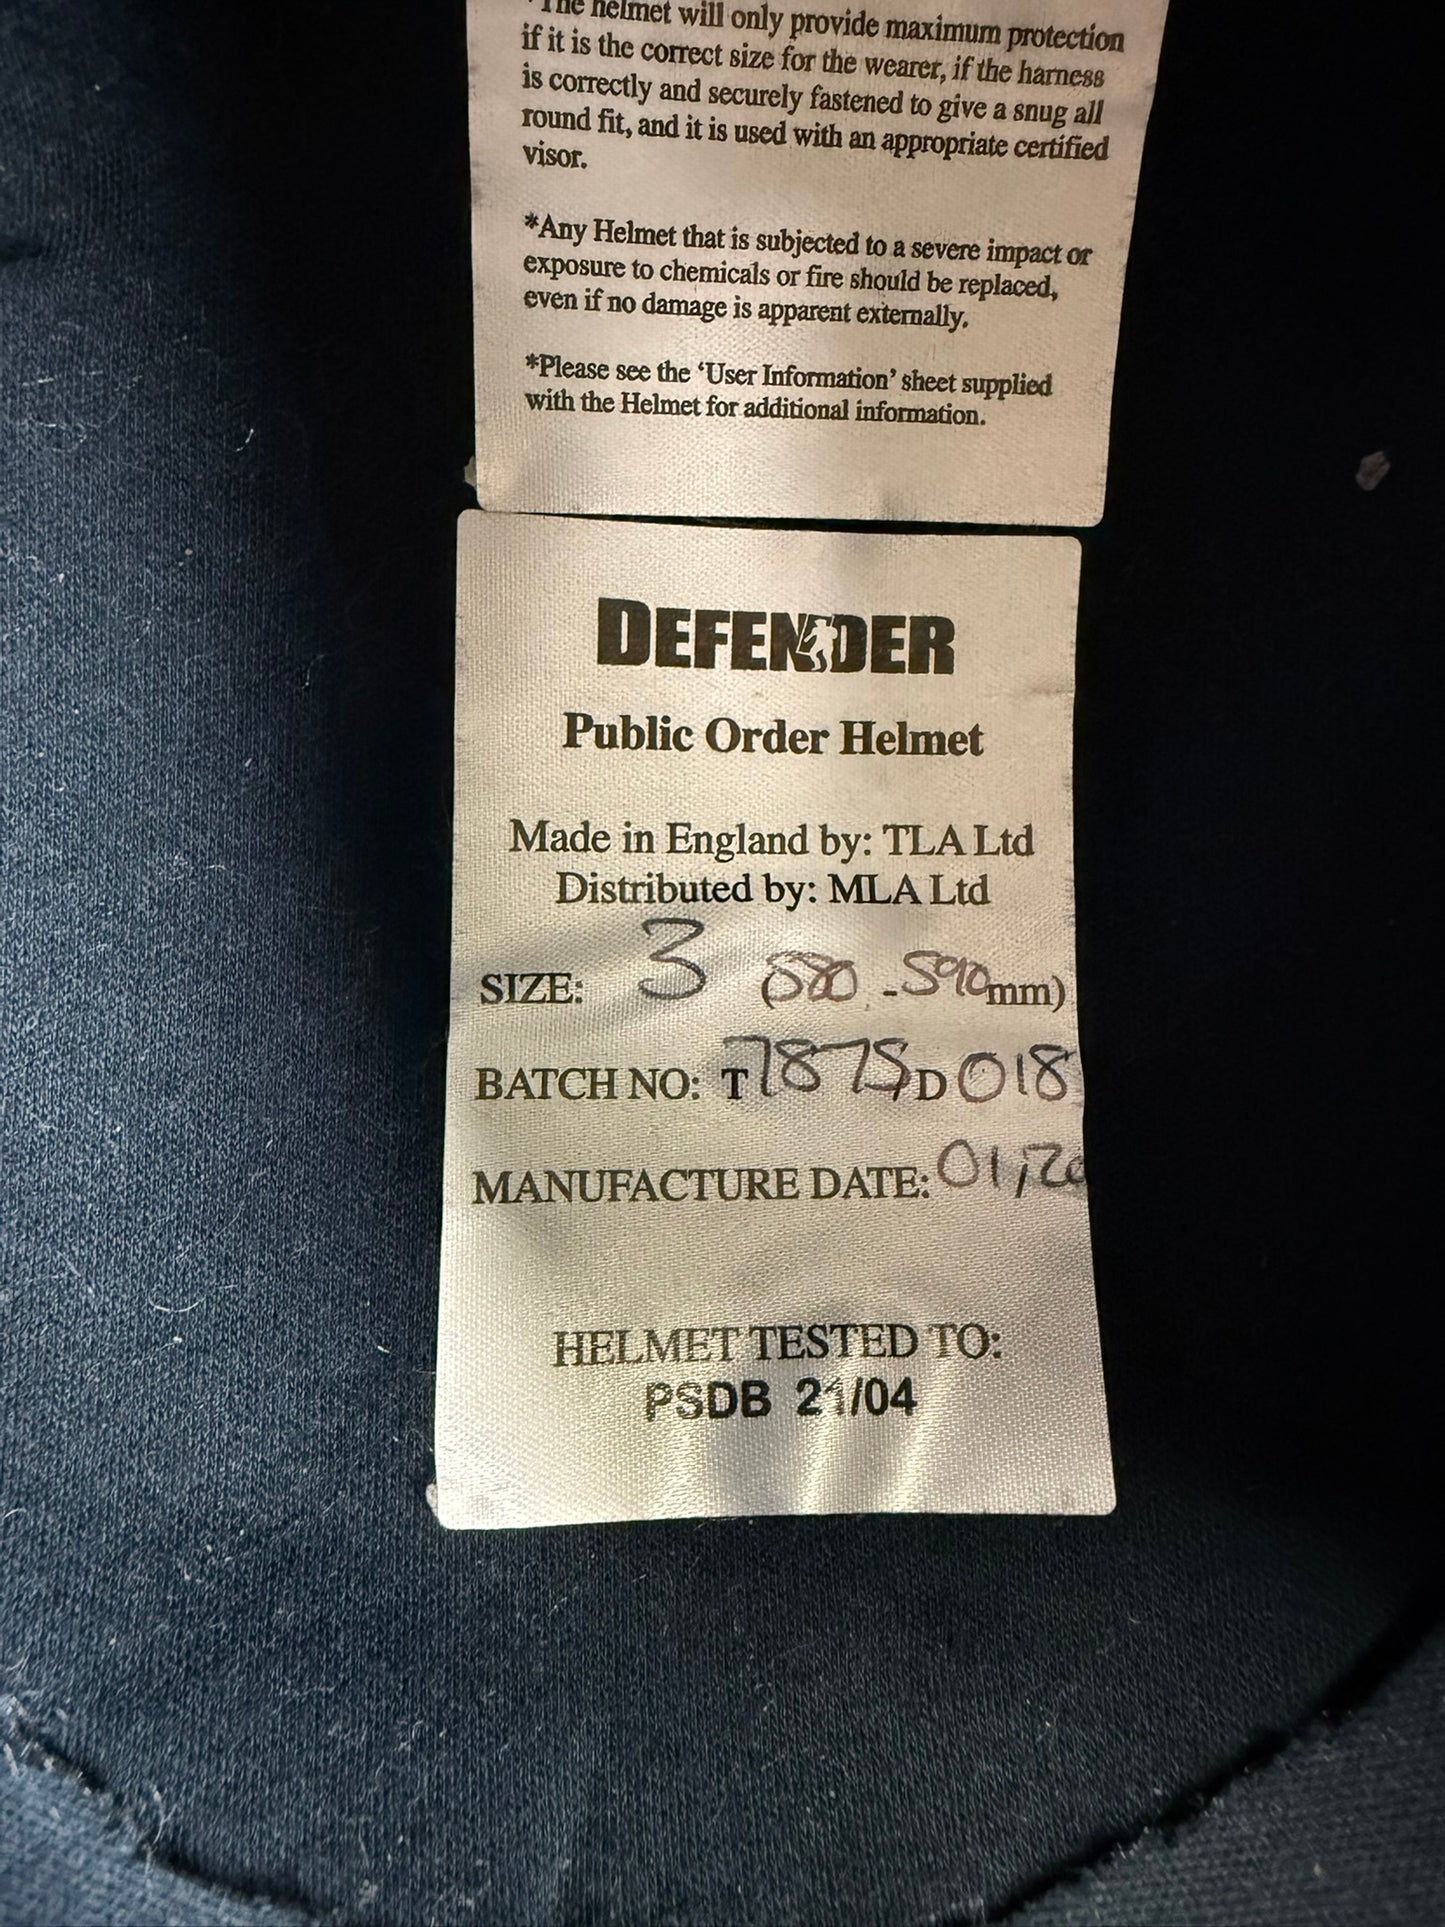 *The helmet will only provide maximum protection
if it is the correct size for the wearer, if the harness
is correctly and securely fastened to give a snug all
round fit, and it is used with an appropriate certified
visor.
*Any Helmet that is subjected to a severe impact or
exposure to chemicals or fire should be replaced,
even if no damage is apparent externally.
*Please see the ‘User Information’ sheet supplied
with the Helmet for additional information.
DEFENDER
Public Order Helmet
Made in England by: TLA Ltd
Distributed by: MLA Ltd
SIZE: 3 (580 - 590mm)
BATCH NO: T7875D018
MANUFACTURE DATE: 01/20
HELMET TESTED TO:
PSDB 21/04